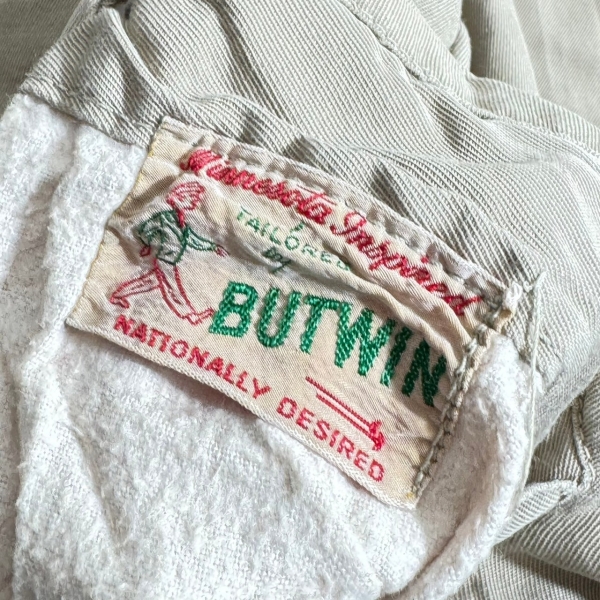 Minnesota Inspired
&
TAILORED
by
BUTWIN
NATIONALLY DESIRED